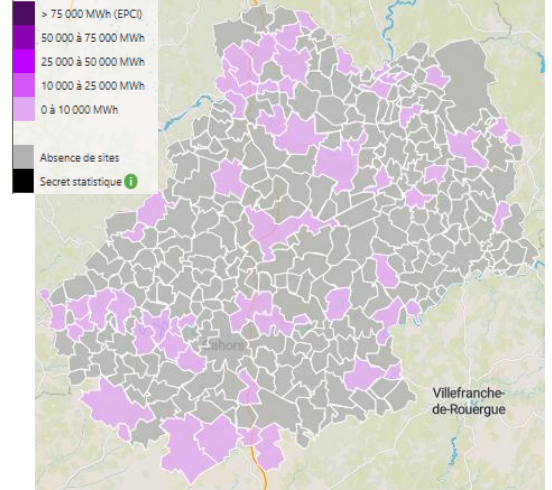 > 75 000 MWh (EPCI)
50 000 à 75 000 MWh
25 000 à 50 000 MWh
10 000 à 25 000 MWh
0 à 10 000 MWh
Absence de sites
Secret statistique i
Cahors
Villefranche-
de-Rouergue